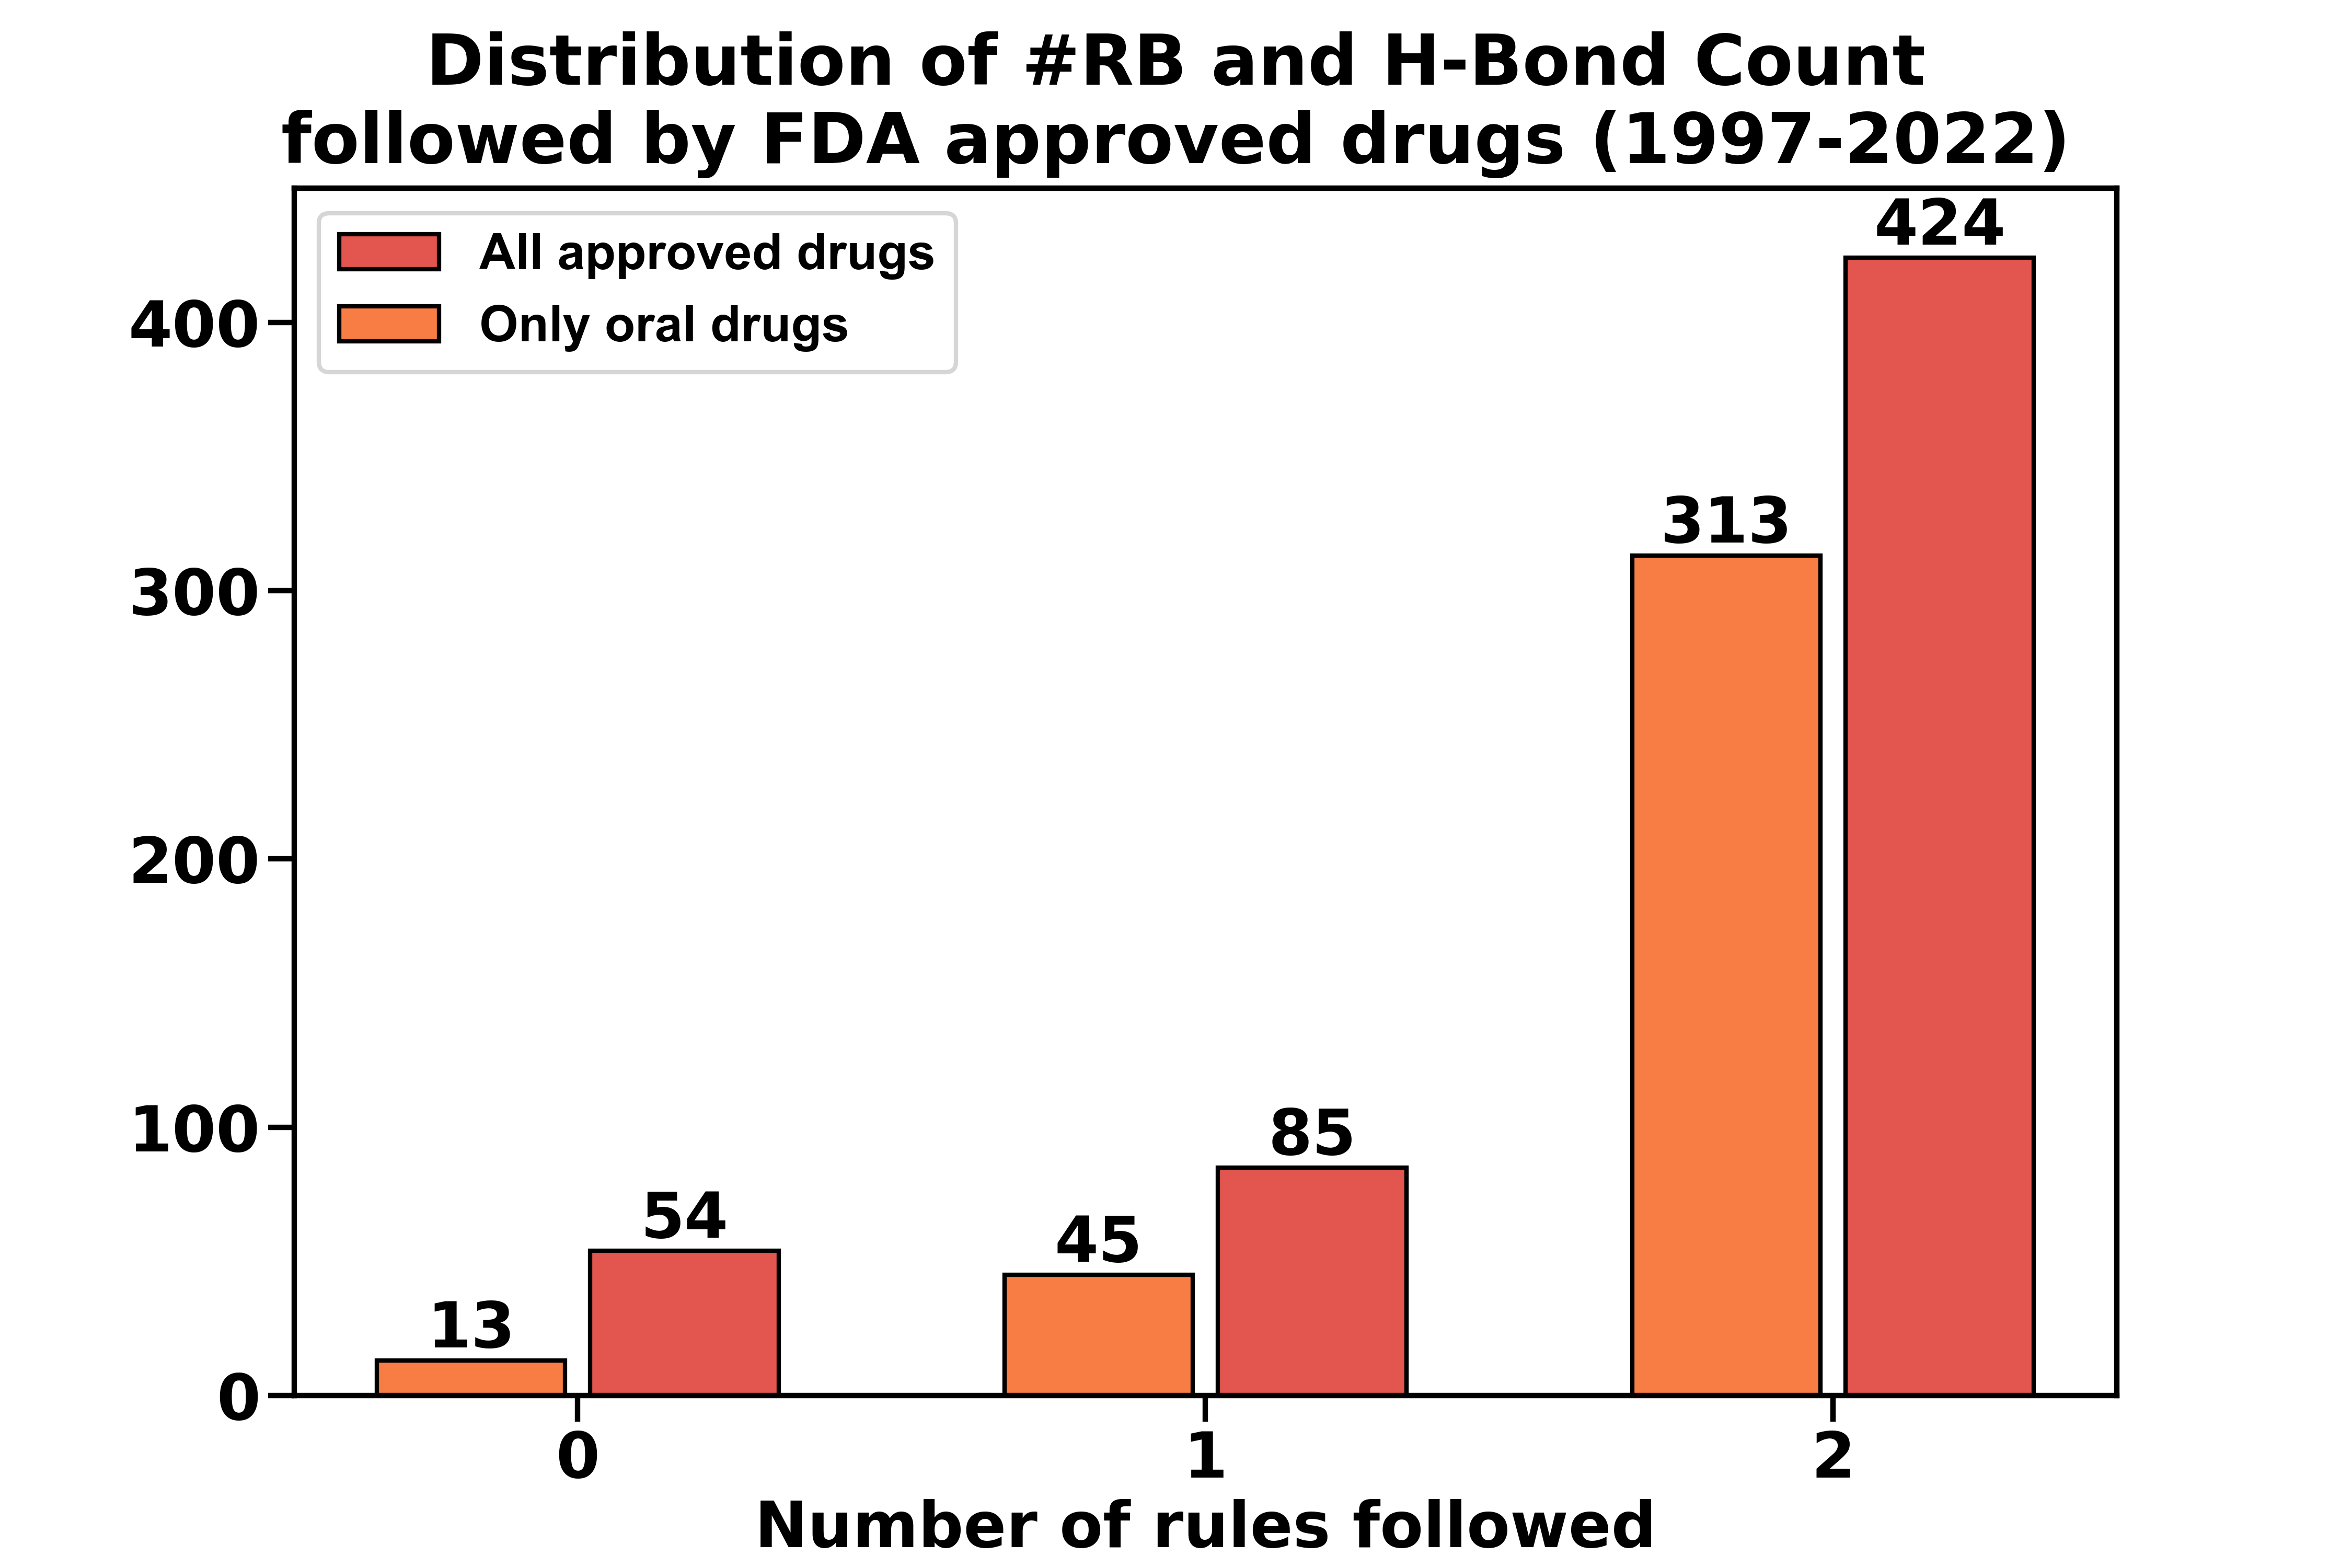 Distribution of #RB and H-Bond Count
followed by FDA approved drugs (1997-2022)
All approved drugs
Only oral drugs
400
300
200
100
0
13
54
45
85
313
424
0
1
2
Number of rules followed